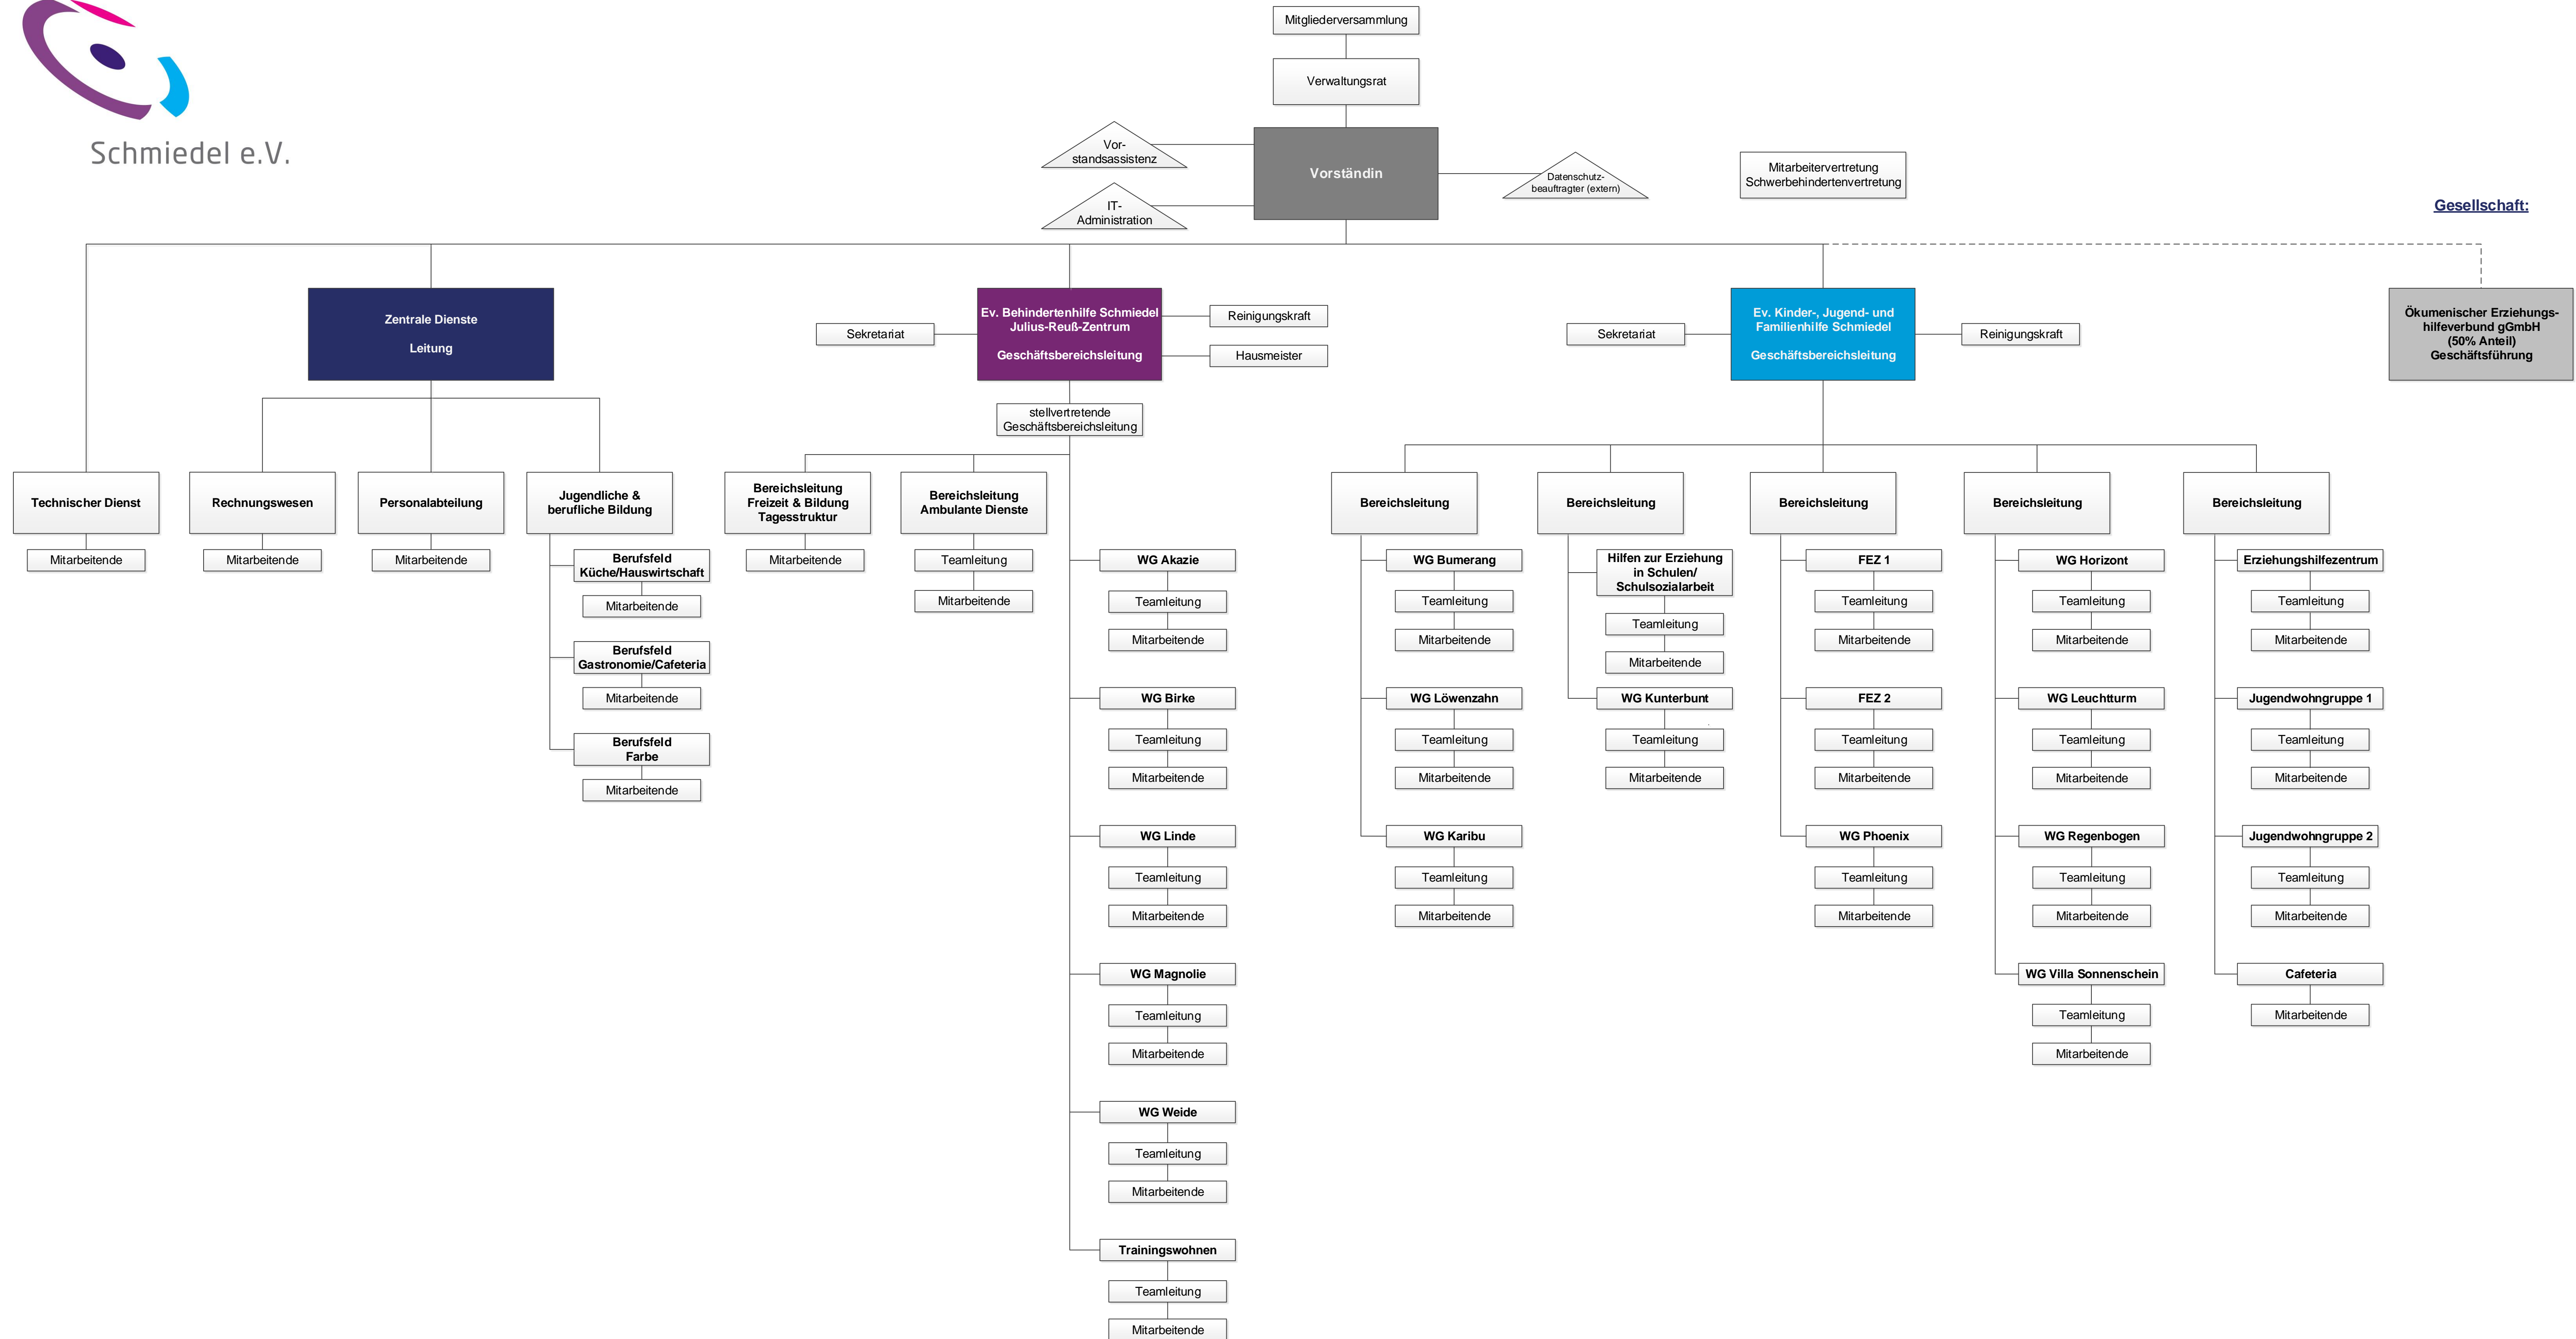 Schmiedel e.V.
Mitgliederversammlung
Verwaltungsrat
Vor-
standsassistenz
IT-
Administration
Vorständin
Datenschutz-
beauftragter (extern)
Mitarbeitervertretung
Schwerbehindertenvertretung
Gesellschaft:
Zentrale Dienste
Leitung
Sekretariat
Ev. Behindertenhilfe Schmiedel
Julius-Reuß-Zentrum
Geschäftsbereichsleitung
Reinigungskraft
Hausmeister
stellvertretende
Geschäftsbereichsleitung
Sekretariat
Ev. Kinder-, Jugend- und
Familienhilfe Schmiedel
Geschäftsbereichsleitung
Reinigungskraft
Ökumenischer Erziehungs-
hilfeverbund gGmbH
(50% Anteil)
Geschäftsführung
Technischer Dienst
Mitarbeitende
Rechnungswesen
Mitarbeitende
Personalabteilung
Mitarbeitende
Jugendliche &
berufliche Bildung
Berufsfeld
Küche/Hauswirtschaft
Mitarbeitende
Berufsfeld
Gastronomie/Cafeteria
Mitarbeitende
Berufsfeld
Farbe
Mitarbeitende
Bereichsleitung
Freizeit & Bildung
Tagesstruktur
Mitarbeitende
Bereichsleitung
Ambulante Dienste
Teamleitung
Mitarbeitende
WG Akazie
Teamleitung
Mitarbeitende
WG Birke
Teamleitung
Mitarbeitende
WG Linde
Teamleitung
Mitarbeitende
WG Magnolie
Teamleitung
Mitarbeitende
WG Weide
Teamleitung
Mitarbeitende
Trainingswohnen
Teamleitung
Mitarbeitende
Bereichsleitung
WG Bumerang
Teamleitung
Mitarbeitende
WG Löwenzahn
Teamleitung
Mitarbeitende
WG Karibu
Teamleitung
Mitarbeitende
Bereichsleitung
Hilfen zur Erziehung
in Schulen/
Schulsozialarbeit
Teamleitung
Mitarbeitende
WG Kunterbunt
Teamleitung
Mitarbeitende
Bereichsleitung
FEZ 1
Teamleitung
Mitarbeitende
FEZ 2
Teamleitung
Mitarbeitende
WG Phoenix
Teamleitung
Mitarbeitende
Bereichsleitung
WG Horizont
Teamleitung
Mitarbeitende
WG Leuchtturm
Teamleitung
Mitarbeitende
WG Regenbogen
Teamleitung
Mitarbeitende
WG Villa Sonnenschein
Teamleitung
Mitarbeitende
Bereichsleitung
Erziehungshilfezentrum
Teamleitung
Mitarbeitende
Jugendwohngruppe 1
Teamleitung
Mitarbeitende
Jugendwohngruppe 2
Teamleitung
Mitarbeitende
Cafeteria
Mitarbeitende